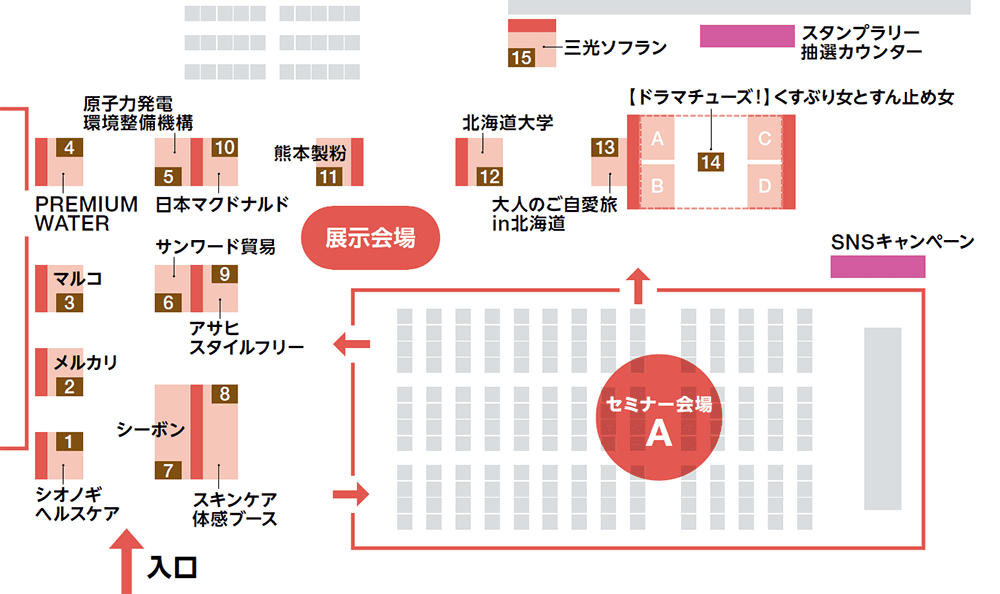 15
三光ソフラン
スタンプラリー
抽選カウンター
【ドラマチューズ！】くすぶり女とすん止め女
原子力発電
環境整備機構
4
5
10
熊本製粉
11
北海道大学
12
13
A
B
14
C
D
PREMIUM
WATER
日本マクドナルド
大人のご自愛旅
in北海道
展示会場
サンワード貿易
SNSキャンペーン
マルコ
3
6
9
アサヒ
スタイルフリー
メルカリ
2
8
シーボン
7
セミナー会場
A
1
シオノギ
ヘルスケア
スキンケア
体感ブース
入口